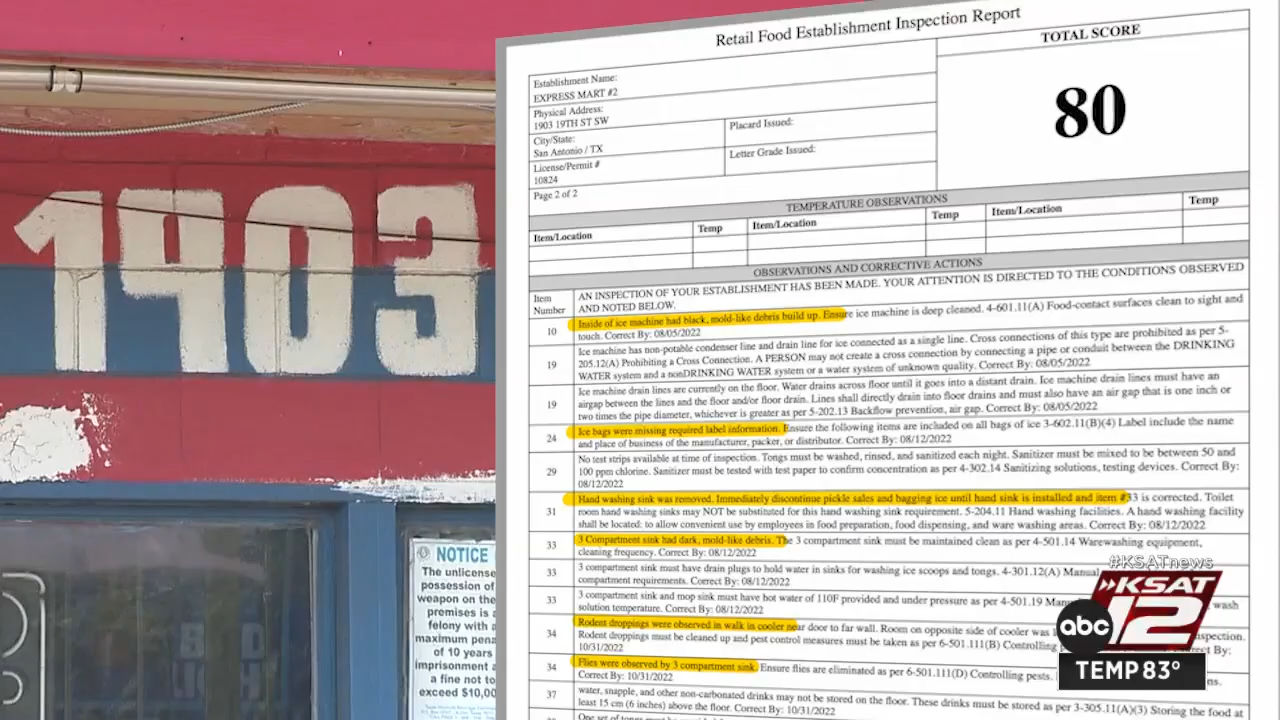 1903
NOTICE
The unlicense
possession of
weapon on the
premises is a
felony with a
maximum pena
of 10 years
imprisonment a
a fine not to
exceed $10,00
Retail Food Establishment Inspection Report
Establishment Name:
EXPRESS MART #2
Physical Address:
1903 19TH ST SW
City/State:
San Antonio / TX
License/Permit #
10824
Page 2 of 2
Placard Issued:
Letter Grade Issued:
TOTAL SCORE
80
TEMPERATURE OBSERVATIONS
Item/Location Temp Item/Location Temp Item/Location Temp
OBSERVATIONS AND CORRECTIVE ACTIONS
Item
Number
AN INSPECTION OF YOUR ESTABLISHMENT HAS BEEN MADE. YOUR ATTENTION IS DIRECTED TO THE CONDITIONS OBSERVED
AND NOTED BELOW.
10 Inside of ice machine had black, mold-like debris build up. Ensure ice machine is deep cleaned. 4-601.11(A) Food-contact surfaces clean to sight and
touch. Correct By: 08/05/2022
19 Ice machine has non-potable condenser line and drain line for ice connected as a single line. Cross connections of this type are prohibited as per 5-
205.12(A) Prohibiting a Cross Connection. A PERSON may not create a cross connection by connecting a pipe or conduit between the DRINKING
WATER system and a nonDRINKING WATER system or a water system of unknown quality. Correct By: 08/05/2022
19 Ice machine drain lines are currently on the floor. Water drains across floor until it goes into a distant drain. Ice machine drain lines must have an
airgap between the lines and the floor and/or floor drain. Lines shall directly drain into floor drains and must also have an air gap that is one inch or
two times the pipe diameter, whichever is greater as per 5-202.13 Backflow prevention, air gap. Correct By: 08/05/2022
24 Ice bags were missing required label information. Ensure the following items are included on all bags of ice 3-602.11(B)(4) Label include the name
and place of business of the manufacturer, packer, or distributor. Correct By: 08/12/2022
29 No test strips available at time of inspection. Tongs must be washed, rinsed, and sanitized each night. Sanitizer must be mixed to be between 50 and
100 ppm chlorine. Sanitizer must be tested with test paper to confirm concentration as per 4-302.14 Sanitizing solutions, testing devices. Correct By:
08/12/2022
31 Hand washing sink was removed. Immediately discontinue pickle sales and bagging ice until hand sink is installed and item #33 is corrected. Toilet
room hand washing sinks may NOT be substituted for this hand washing sink requirement. 5-204.11 Hand washing facilities. A hand washing facility
shall be located: to allow convenient use by employees in food preparation, food dispensing, and ware washing areas. Correct By: 08/12/2022
33 3 Compartment sink had dark, mold-like debris. The 3 compartment sink must be maintained clean as per 4-501.14 Warewashing equipment,
cleaning frequency. Correct By: 08/12/2022
33 3 compartment sink must have drain plugs to hold water in sinks for washing ice scoops and tongs. 4-301.12(A) Manual
compartment requirements. Correct By: 08/12/2022
33 3 compartment sink and mop sink must have hot water of 110F provided and under pressure as per 4-501.19 Manu wash
solution temperature. Correct By: 08/12/2022
34 Rodent droppings were observed in walk in cooler near door to far wall. Room on opposite side of cooler was spection.
Rodent droppings must be cleaned up and pest control measures must be taken as per 6-501.111(B) Controlling ct By:
10/31/2022
34 Flies were observed by 3 compartment sink. Ensure flies are eliminated as per 6-501.111(D) Controlling pests.
Correct By: 10/31/2022
37 water, snapple, and other non-carbonated drinks may not be stored on the floor. These drinks must be stored as per 3-305.11(A)(3) Storing the food at
least 15 cm (6 inches) above the floor. Correct By: 10/31/2022
#KSATnews
KSAT
12
abc
TEMP 83°